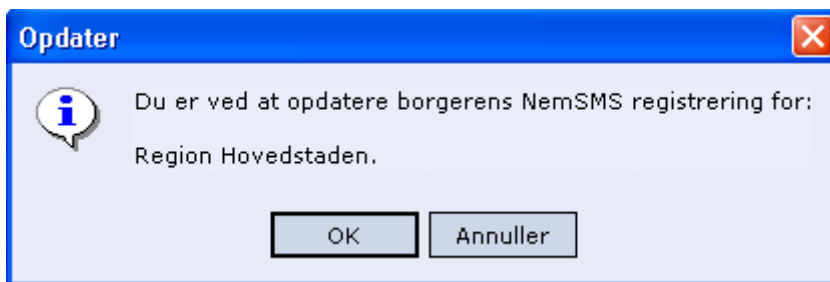 Opdater
Du er ved at opdatere borgerens NemSMS registrering for:
Region Hovedstaden.
OK
Annuller